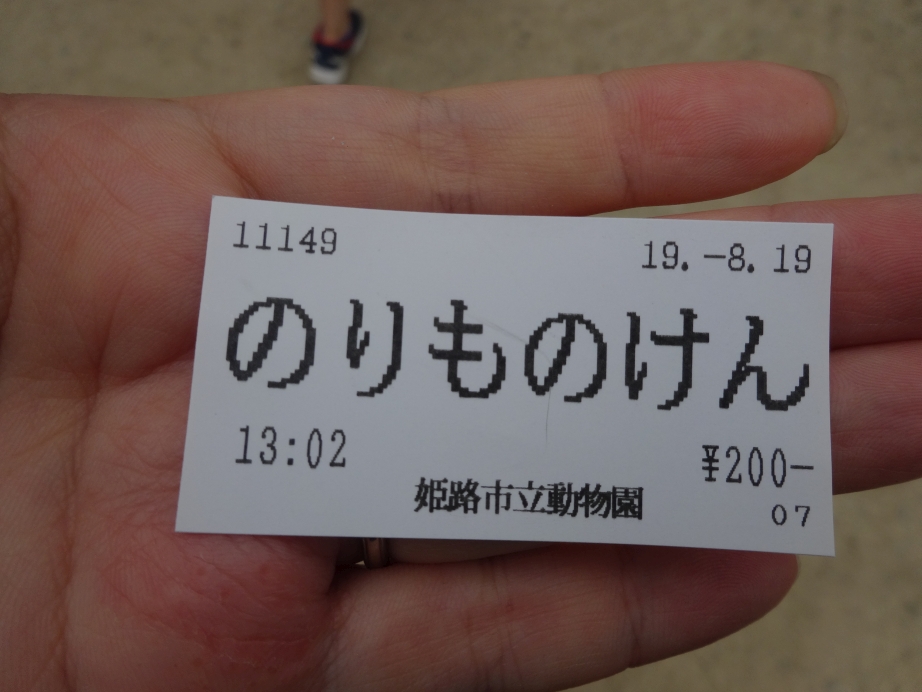 11149 19.-8.19
のりものけん
13:02 ¥200-
姫路市立動物園 07